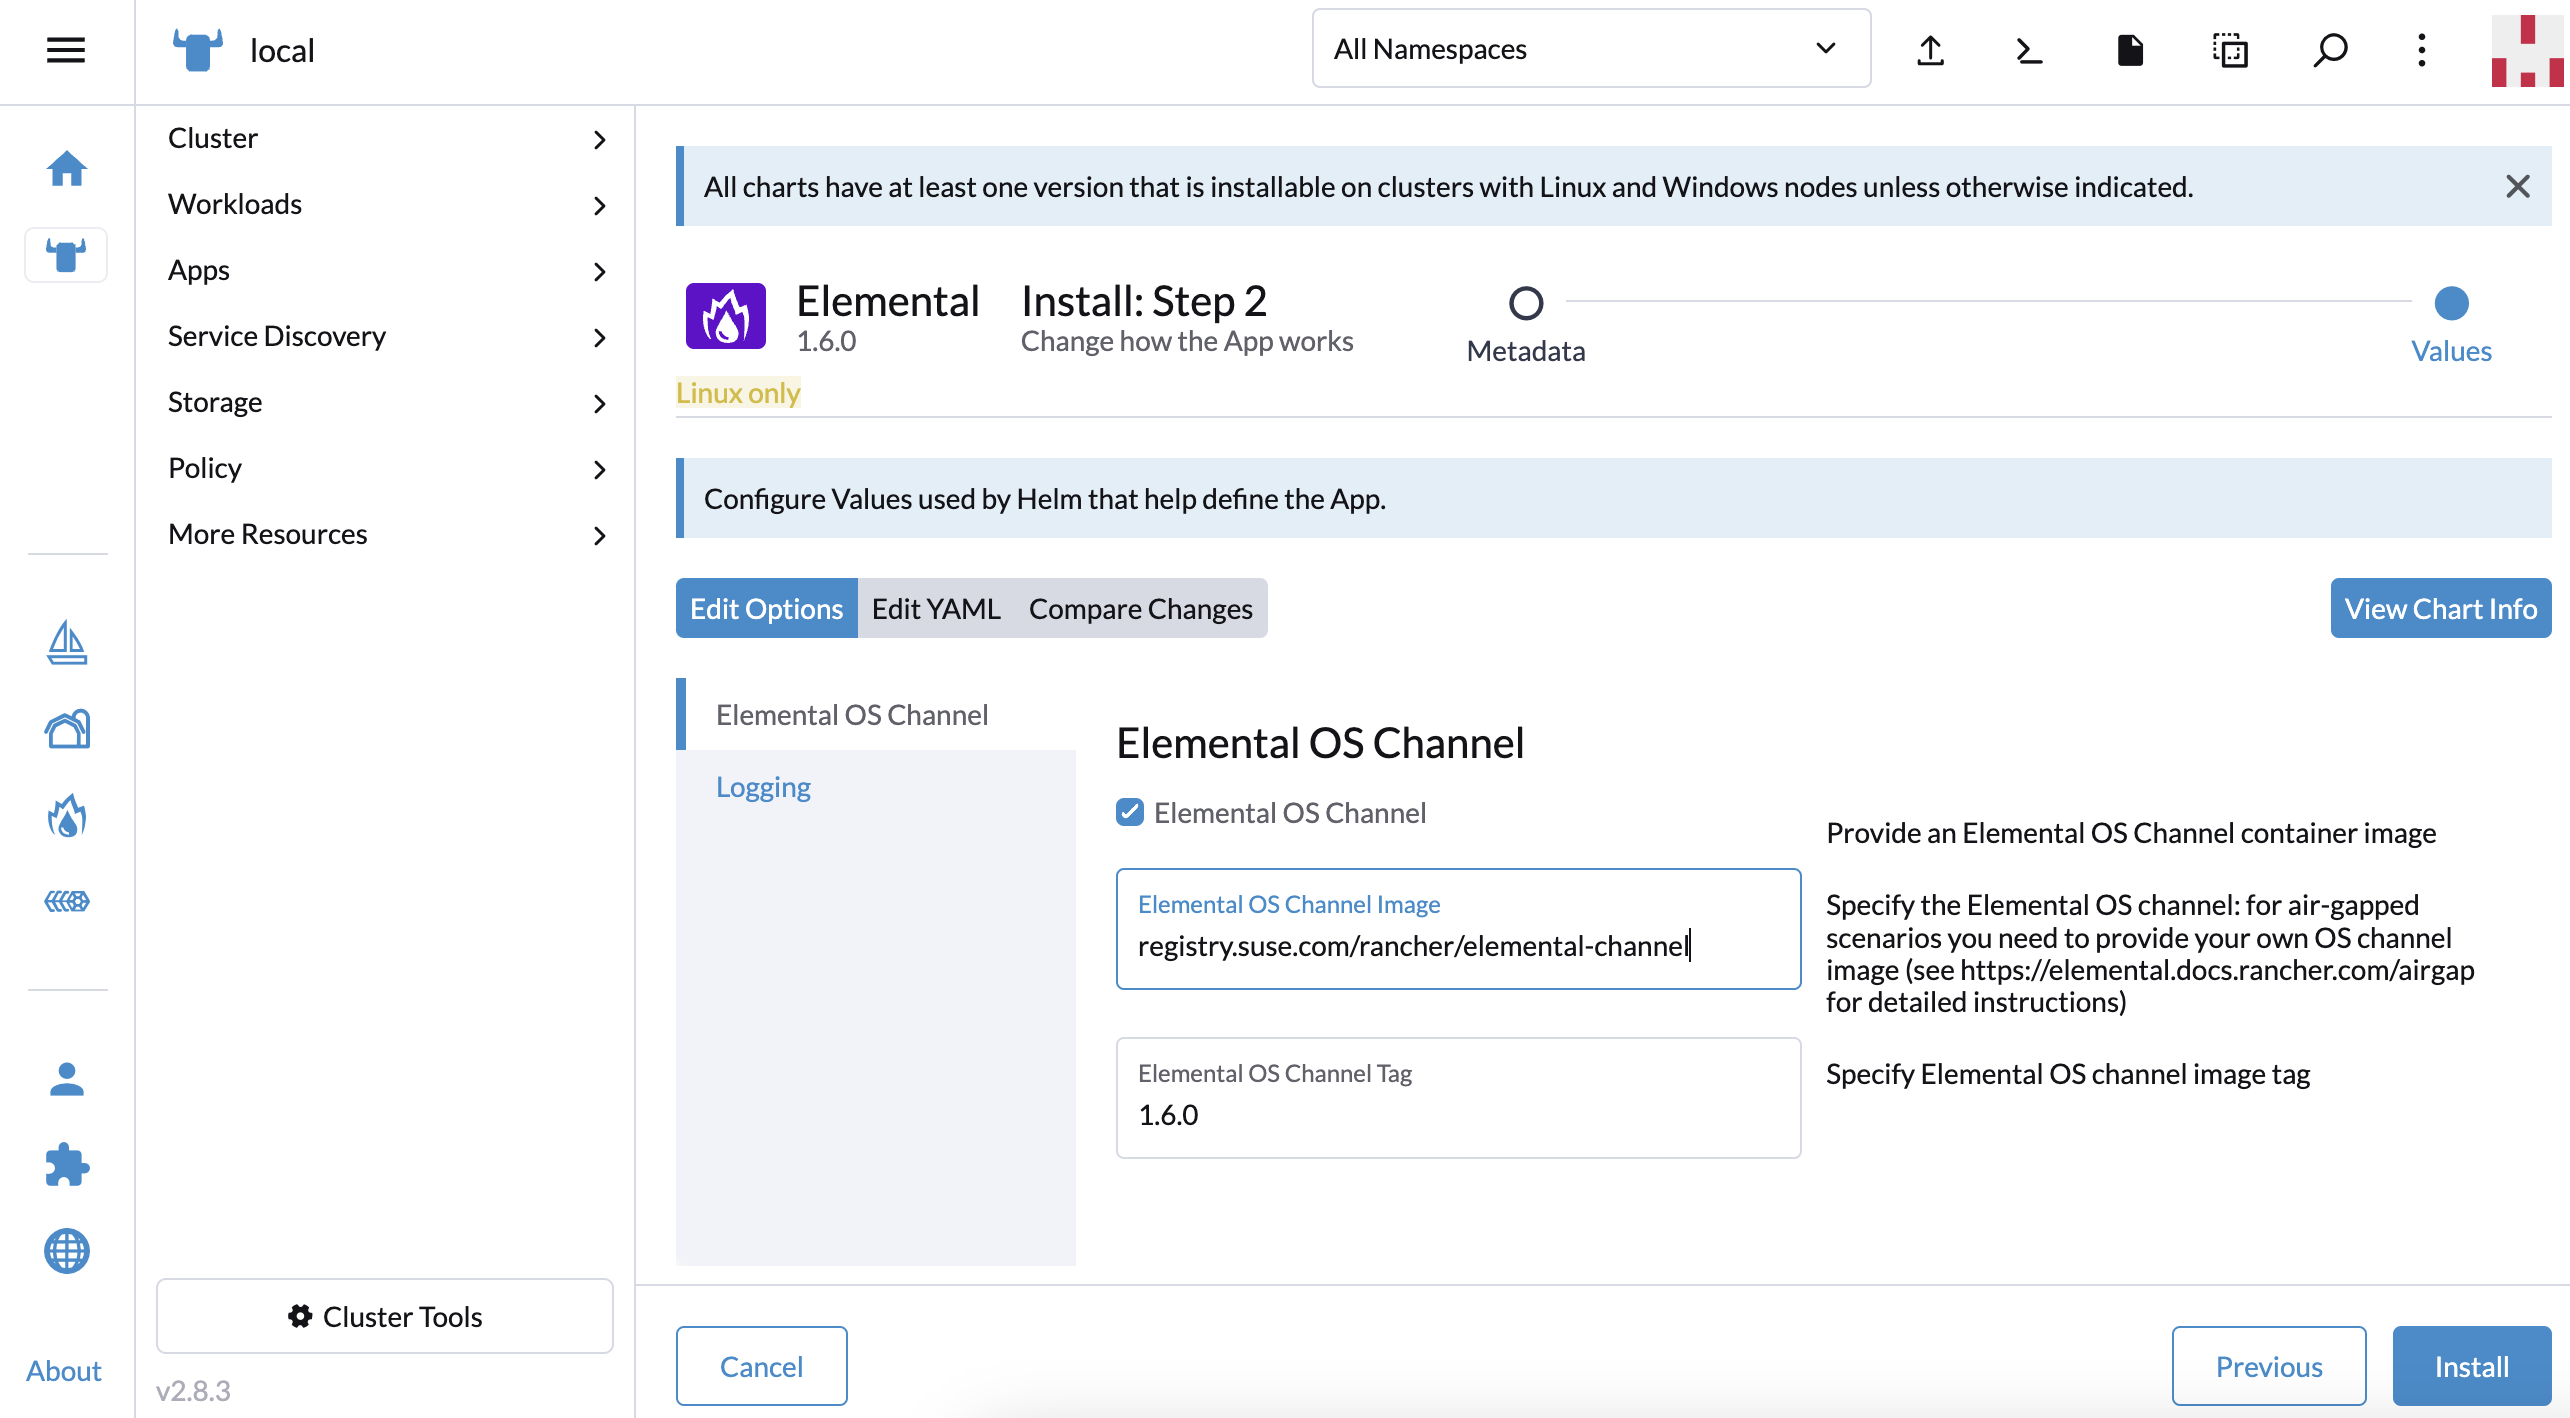 local
All Namespaces
Cluster
Workloads
Apps
Service Discovery
Storage
Policy
More Resources
Cluster Tools
v2.8.3
About
All charts have at least one version that is installable on clusters with Linux and Windows nodes unless otherwise indicated.
Elemental
1.6.0
Install: Step 2
Change how the App works
Metadata
Values
Linux only
Configure Values used by Helm that help define the App.
Edit Options
Edit YAML
Compare Changes
View Chart Info
Elemental OS Channel
Logging
Elemental OS Channel
Elemental OS Channel
Provide an Elemental OS Channel container image
Elemental OS Channel Image
registry.suse.com/rancher/elemental-channel
Specify the Elemental OS channel: for air-gapped
scenarios you need to provide your own OS channel
image (see https://elemental.docs.rancher.com/airgap
for detailed instructions)
Elemental OS Channel Tag
1.6.0
Specify Elemental OS channel image tag
Cancel
Previous
Install